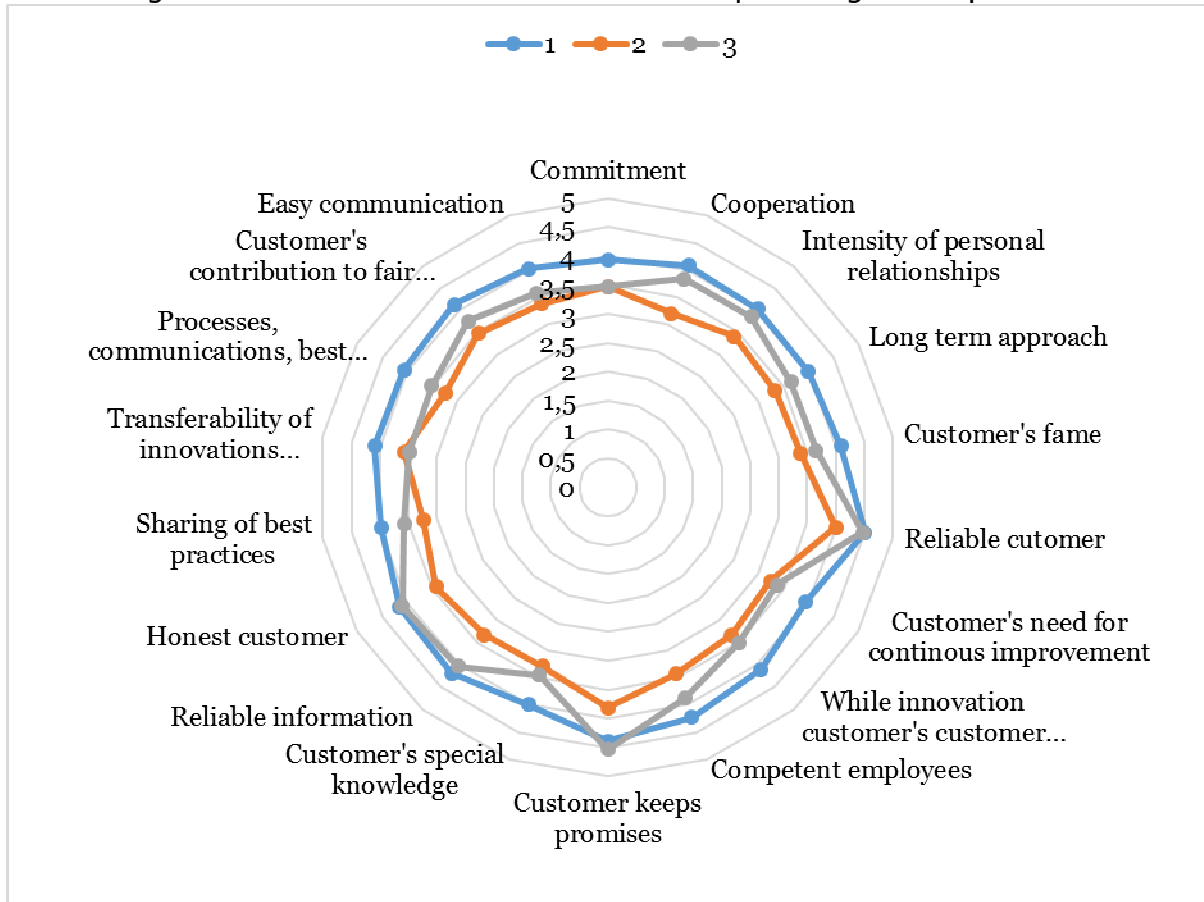 1 2 3
Commitment
Easy communication
Cooperation
Customer's
contribution to fair...
Intensity of personal
relationships
Processes,
communications, best...
Long term approach
Transferability of
innovations...
Customer's fame
Sharing of best
practices
Reliable cutomer
Honest customer
Customer's need for
continous improvement
Reliable information
While innovation
customer's customer...
Customer's special
knowledge
Competent employees
Customer keeps
promises
5
4,5
4
3,5
3
2,5
2
1,5
1
0,5
0